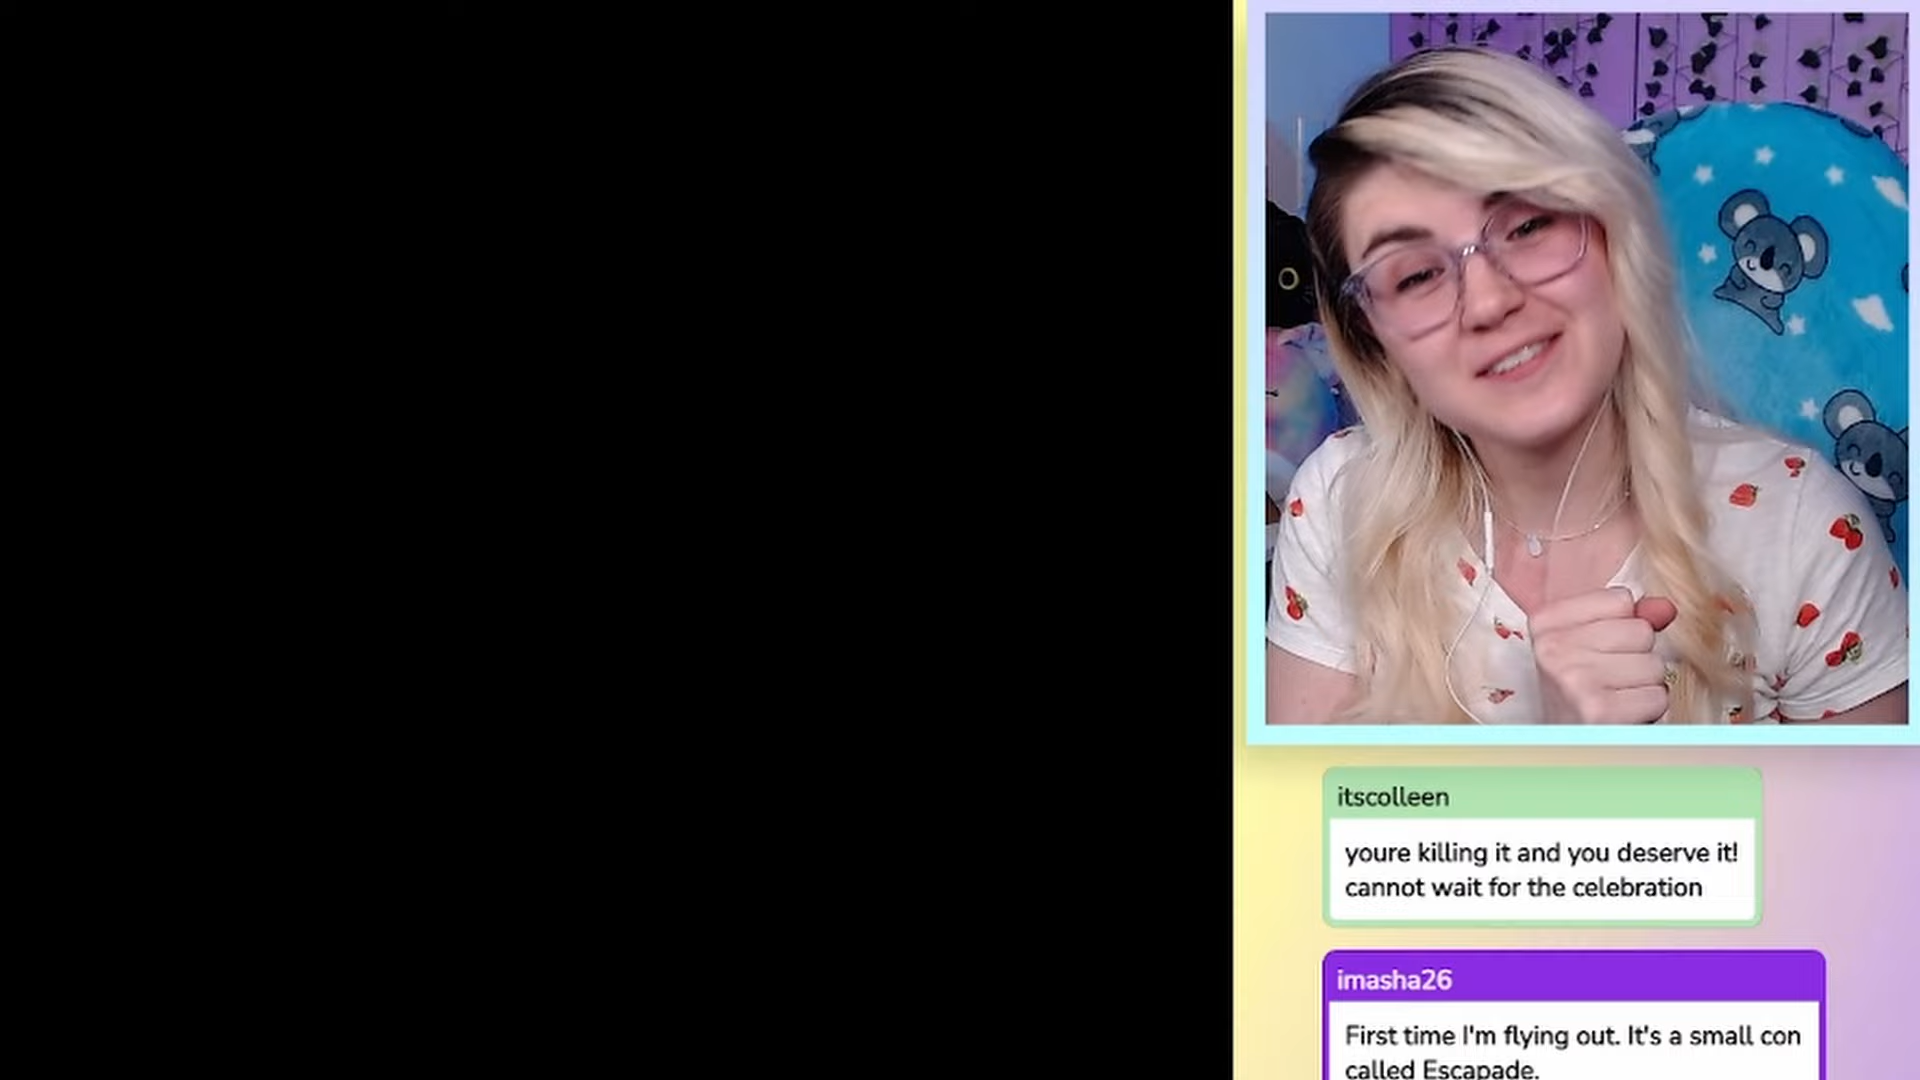 itscolleen
youre killing it and you deserve it!
cannot wait for the celebration
imasha26
First time I'm flying out. It's a small con
called Escapade.